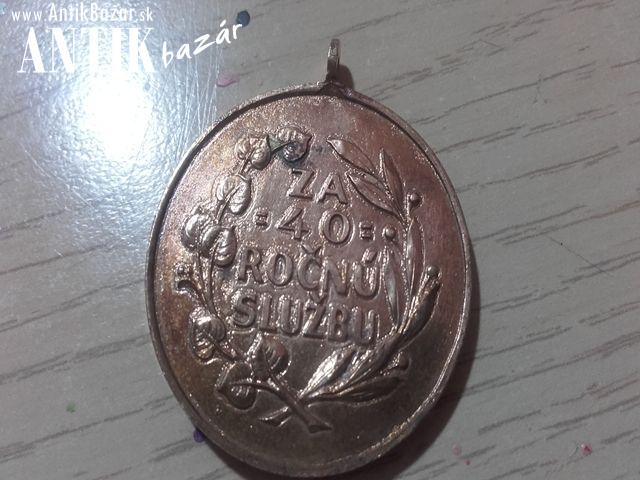 www.AntikBazar.sk
ANTIK bazár
ZA
=40=
ROČNÚ
SLUŽBU